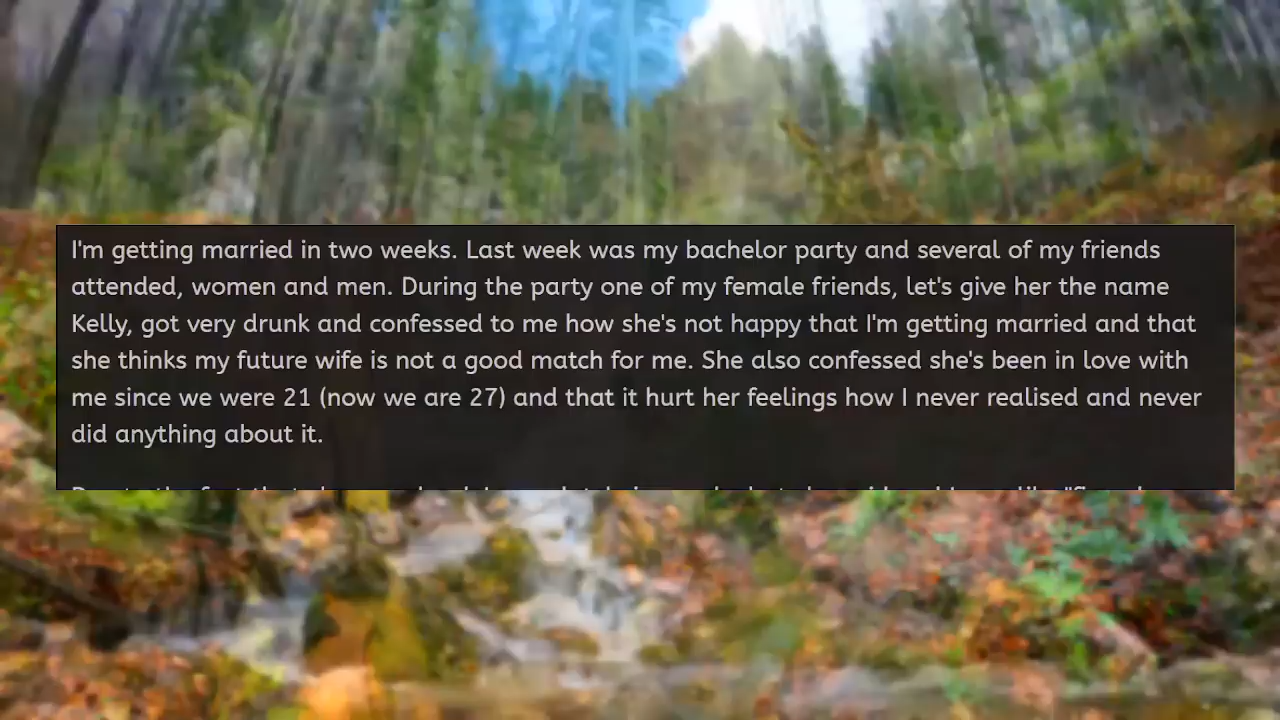 I'm getting married in two weeks. Last week was my bachelor party and several of my friends
attended, women and men. During the party one of my female friends, let's give her the name
Kelly, got very drunk and confessed to me how she's not happy that I'm getting married and that
she thinks my future wife is not a good match for me. She also confessed she's been in love with
me since we were 21 (now we are 27) and that it hurt her feelings how I never realised and never
did anything about it.